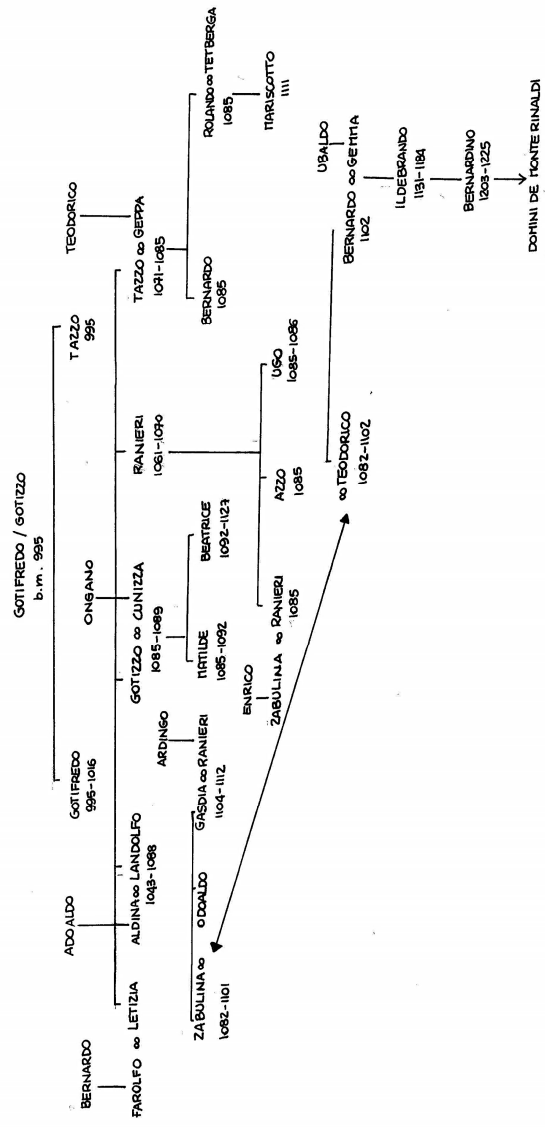 GOTIFREDO / GOTIZZO
b.m. 995
BERNARDO
ADOALDO
GOTIFREDO
995-1016
ONGANO
TAZZO
995
TEODORICO
FAROLFO ∞ LETIZIA
ALDINA ∞ LANDOLFO
1043-1088
GOTIZZO ∞ CUNIZZA
1085-1089
RANIERI
1061-1070
TAZZO ∞ GEPPA
1071-1085
ARDINGO
ZABULINA ∞
1082-1101
ODOALDO
GASDIA ∞ RANIERI
1104-1112
MATILDE
1085-1092
BEATRICE
1092-1127
BERNARDO
1085
ROLANDO ∞ TETBERGA
1085
ENRICO
ZABULINA ∞ RANIERI
1085
AZZO
1085
UGO
1085-1086
MARISCOTTO
1111
UBALDO
∞ TEODORICO
1082-1102
BERNARDO ∞ GEMMA
1102
ILDEBRANDO
1131-1184
BERNARDINO
1203-1225
DOMINI DE MONTE RINALDI